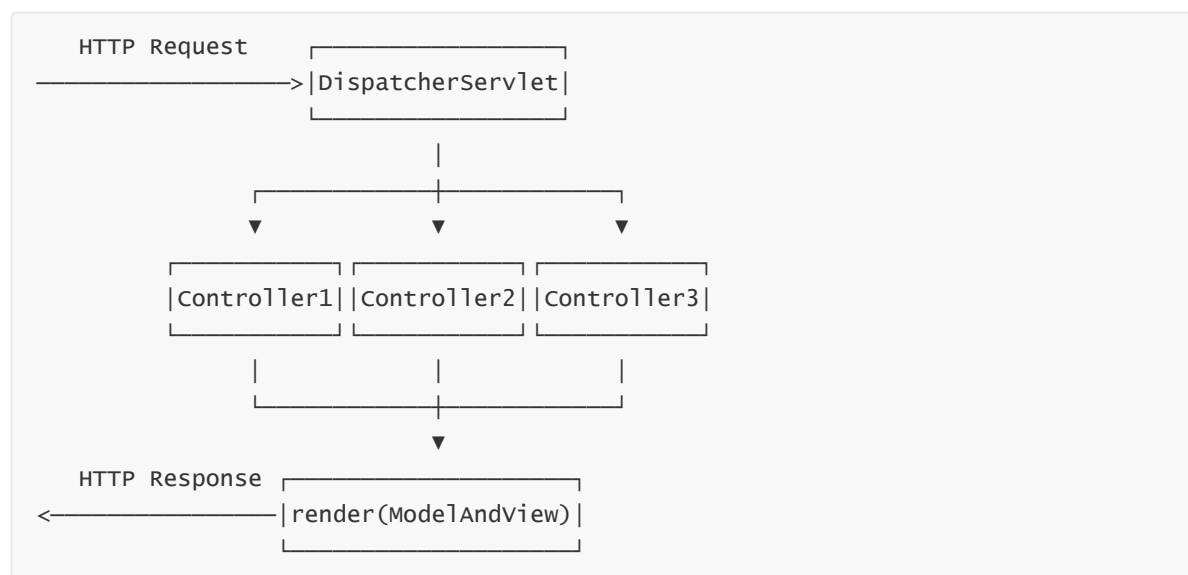 HTTP Request
DispatcherServlet
Controller1 Controller2 Controller3
HTTP Response
render(ModelAndView)